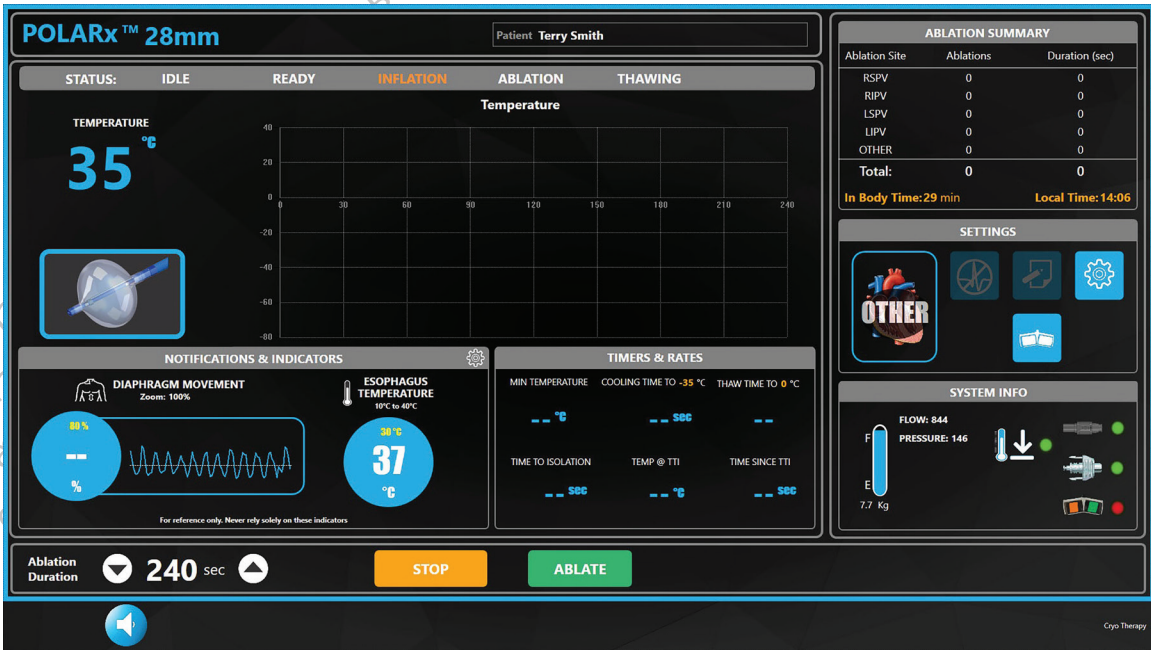 POLARx™ 28mm
Patient Terry Smith
STATUS: IDLE READY INFLATION ABLATION THAWING
TEMPERATURE
35 °C
Temperature
40
20
0
0 30 60 90 120 150 180 210 240
-20
-40
-60
-80
NOTIFICATIONS & INDICATORS
DIAPHRAGM MOVEMENT
Zoom: 100%
80 %
--
%
ESOPHAGUS
TEMPERATURE
10°C to 40°C
30 °C
37
°C
For reference only. Never rely solely on these indicators
TIMERS & RATES
MIN TEMPERATURE COOLING TIME TO -35 °C THAW TIME TO 0 °C
-- °C -- sec --
TIME TO ISOLATION TEMP @ TTI TIME SINCE TTI
-- sec -- °C -- sec
ABLATION SUMMARY
Ablation Site Ablations Duration (sec)
RSPV 0 0
RIPV 0 0
LSPV 0 0
LIPV 0 0
OTHER 0 0
Total: 0 0
In Body Time: 29 min Local Time: 14:06
SETTINGS
OTHER
SYSTEM INFO
F
E
7.7 Kg
FLOW: 844
PRESSURE: 146
Ablation
Duration
240 sec
STOP
ABLATE
Cryo Therapy